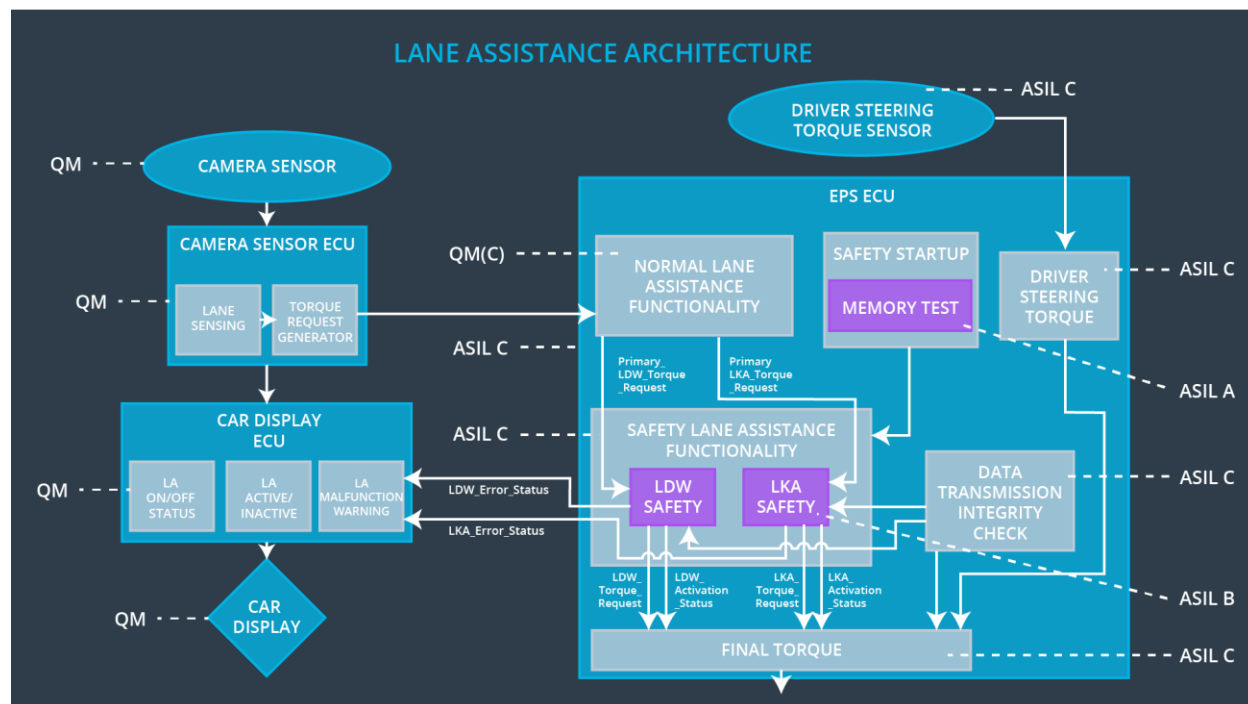 LANE ASSISTANCE ARCHITECTURE
ASIL C
DRIVER STEERING
TORQUE SENSOR
QM
CAMERA SENSOR
EPS ECU
CAMERA SENSOR ECU
QM(C)
NORMAL LANE
ASSISTANCE
FUNCTIONALITY
SAFETY STARTUP
MEMORY TEST
DRIVER
STEERING
TORQUE
ASIL C
QM
LANE
SENSING
TORQUE
REQUEST
GENERATOR
ASIL C
Primary_
LDW_Torque
_Request
Primary
LKA_Torque
_Request
ASIL A
CAR DISPLAY
ECU
ASIL C
SAFETY LANE ASSISTANCE
FUNCTIONALITY
QM
LA
ON/OFF
STATUS
LA
ACTIVE/
INACTIVE
LA
MALFUNCTION
WARNING
LDW_Error_Status
LKA_Error_Status
LDW
SAFETY
LKA
SAFETY
DATA
TRANSMISSION
INTEGRITY
CHECK
ASIL C
LDW_
Torque_
Request
LDW_
Activation
_Status
LKA_
Torque_
Request
LKA_
Activation
_Status
ASIL B
QM
CAR
DISPLAY
FINAL TORQUE
ASIL C